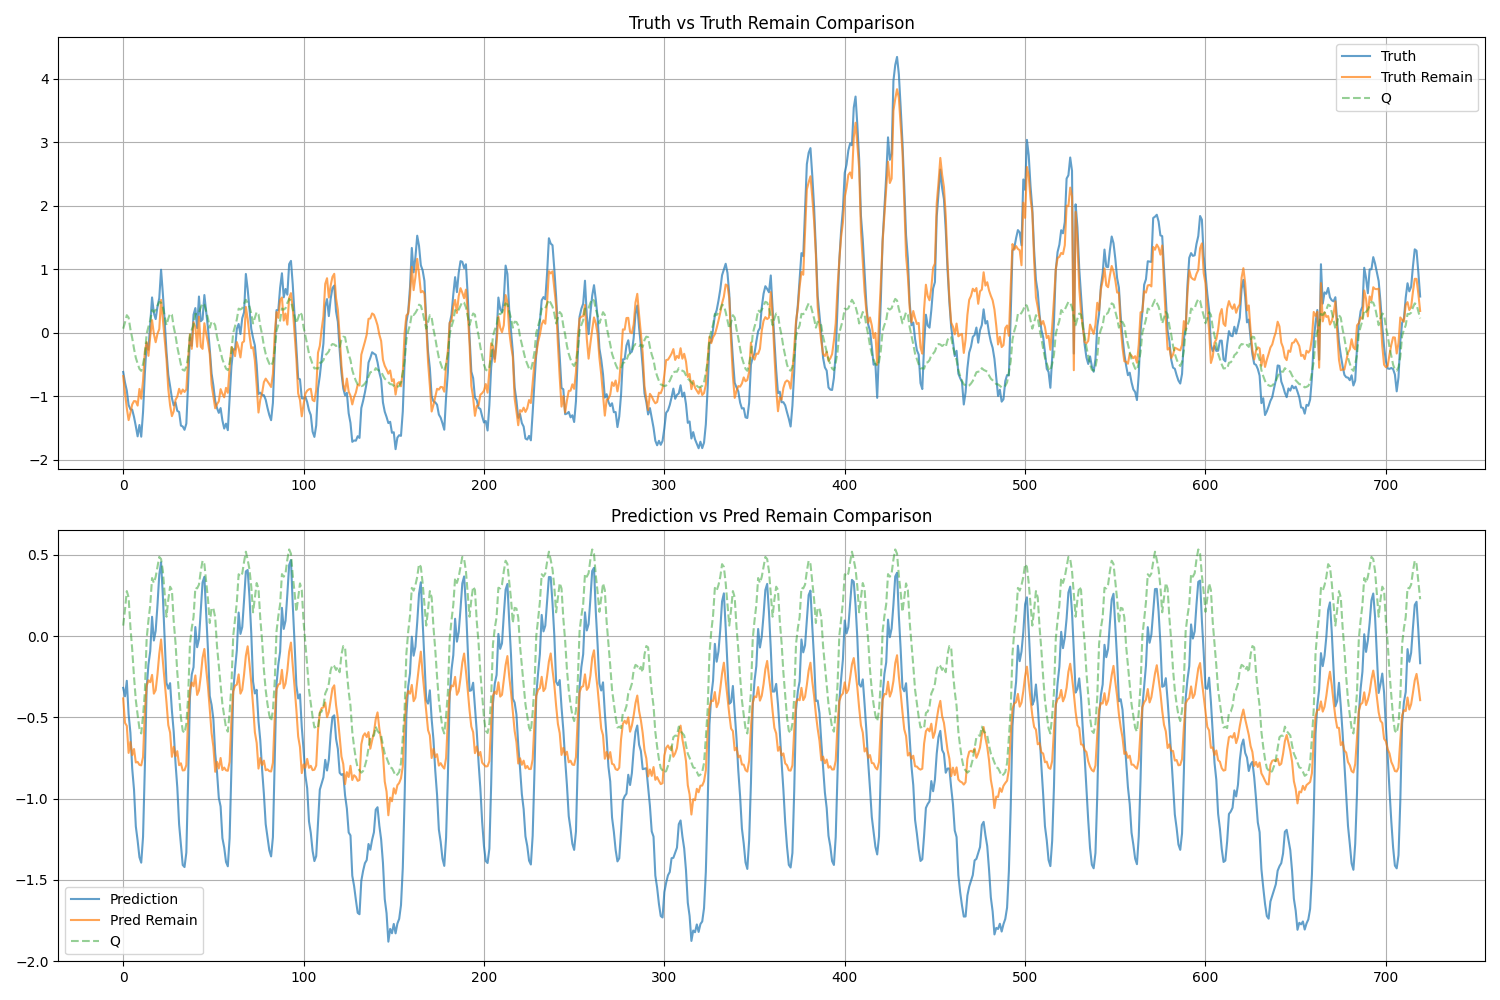 Truth vs Truth Remain Comparison
Truth
Truth Remain
Q
4
3
2
1
0
−1
−2
0 100 200 300 400 500 600 700
Prediction vs Pred Remain Comparison
0.5
0.0
−0.5
−1.0
−1.5
−2.0
Prediction
Pred Remain
Q
0 100 200 300 400 500 600 700